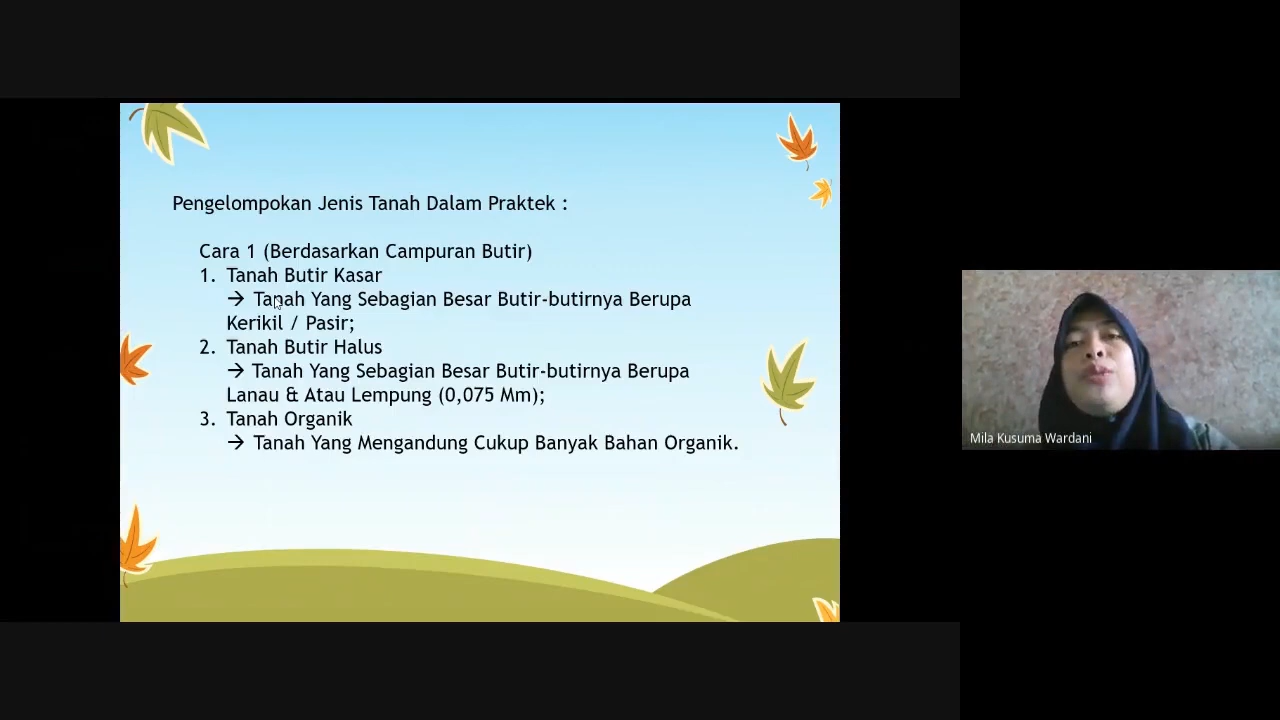 Pengelompokan Jenis Tanah Dalam Praktek :
Cara 1 (Berdasarkan Campuran Butir)
1. Tanah Butir Kasar
→ Tanah Yang Sebagian Besar Butir-butirnya Berupa
Kerikil / Pasir;
2. Tanah Butir Halus
→ Tanah Yang Sebagian Besar Butir-butirnya Berupa
Lanau & Atau Lempung (0,075 Mm);
3. Tanah Organik
→ Tanah Yang Mengandung Cukup Banyak Bahan Organik.
Mila Kusuma Wardani